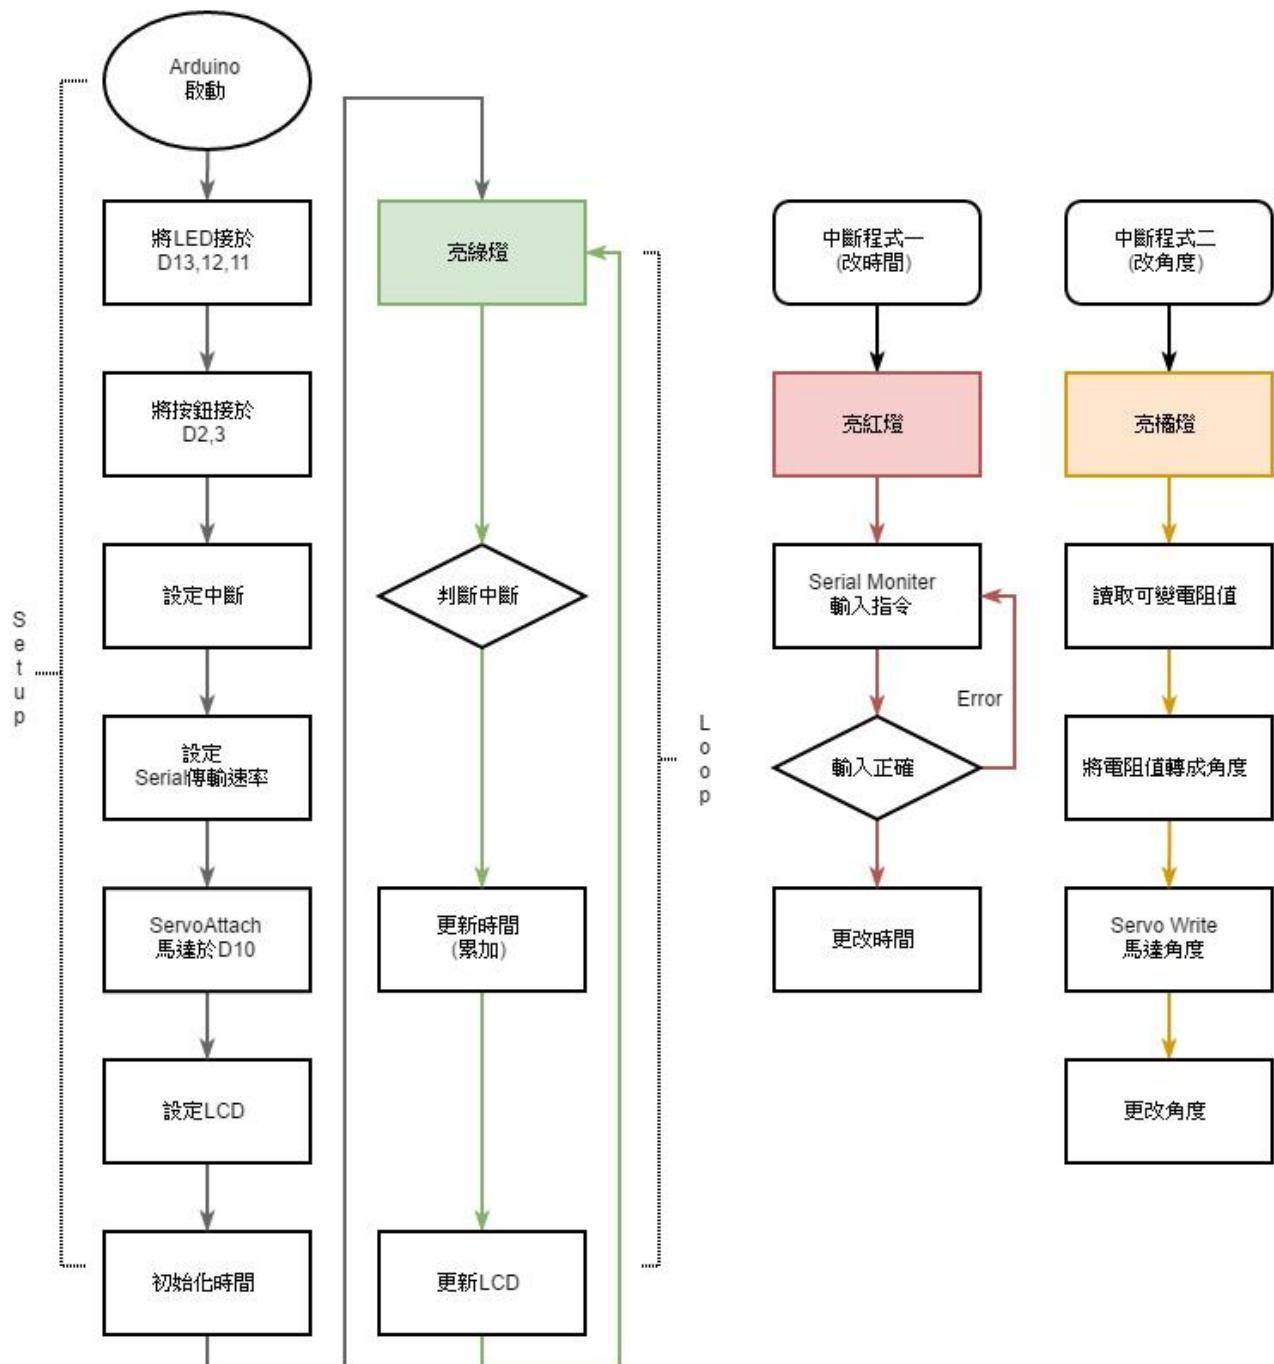 Arduino
啟動
將LED接於
D13,12,11
將按鈕接於
D2,3
設定中斷
設定
Serial傳輸速率
ServoAttach
馬達於D10
設定LCD
初始化時間
Setup
亮綠燈
判斷中斷
更新時間
(累加)
更新LCD
Loop
中斷程式一
(改時間)
亮紅燈
Serial Moniter
輸入指令
Error
輸入正確
更改時間
中斷程式二
(改角度)
亮橘燈
讀取可變電阻值
將電阻值轉成角度
Servo Write
馬達角度
更改角度